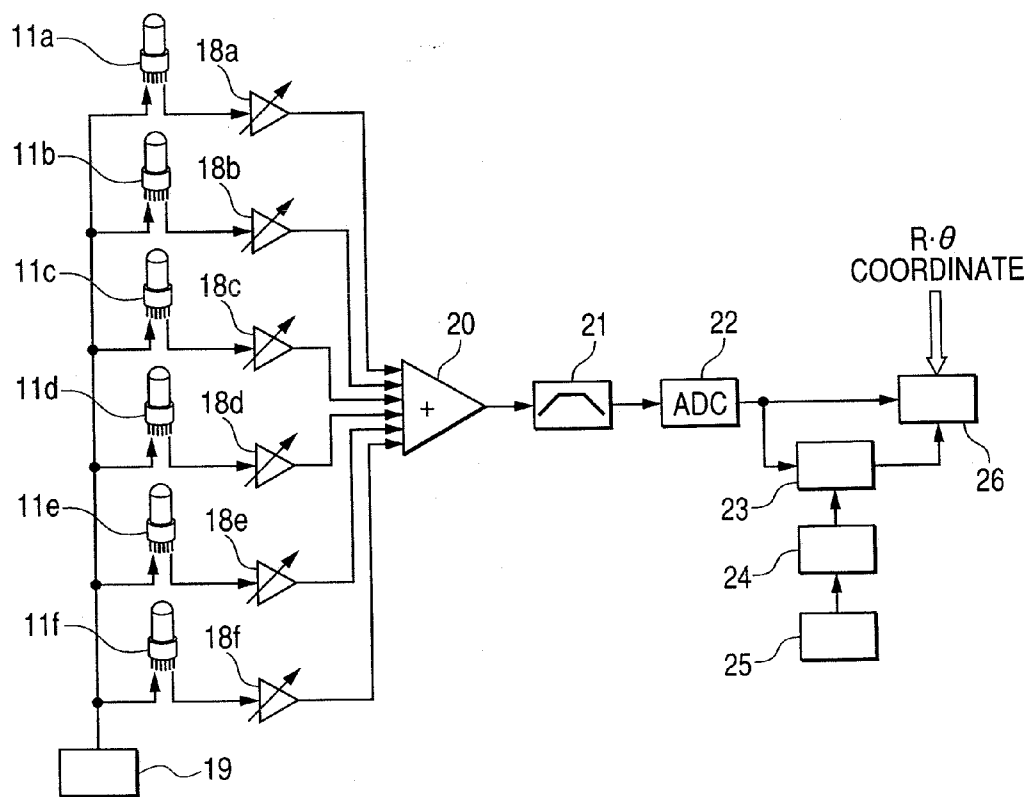 11a
18a
11b
18b
11c
18c
11d
18d
11e
18e
11f
18f
19
20
+
21
22
ADC
R·θ
COORDINATE
23
26
24
25